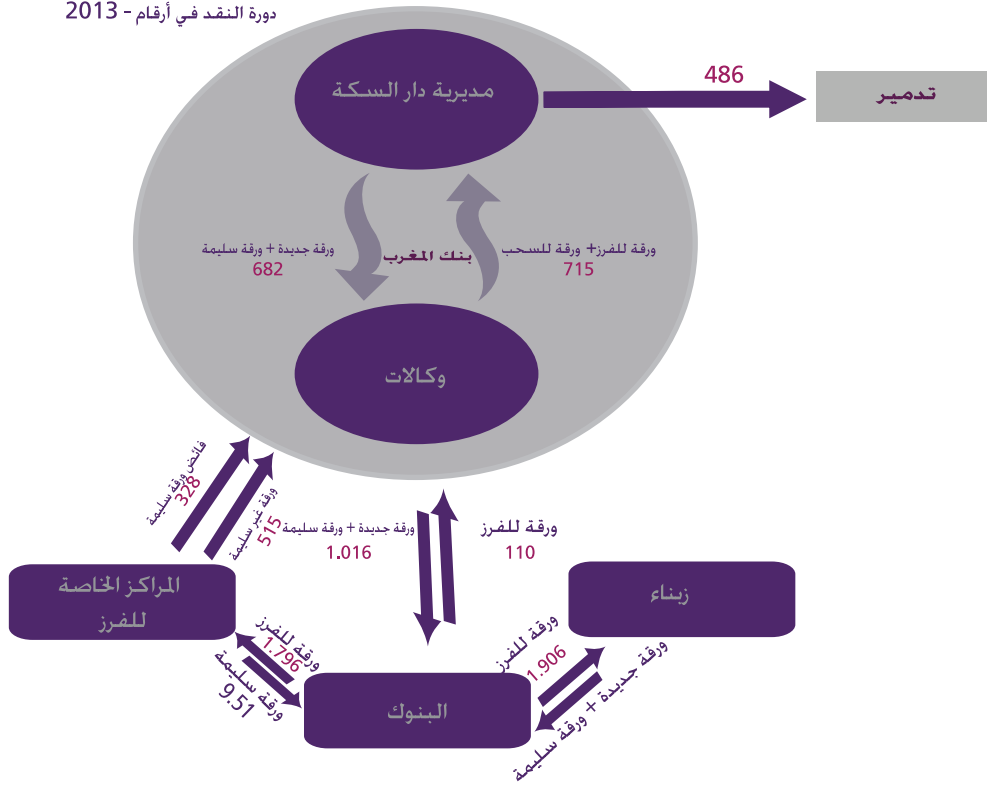 دورة النقد في أرقام - 2013
مديرية دار السكة
486
تدمير
ورقة للفرز+ ورقة للسحب
715
بنك المغرب
ورقة جديدة + ورقة سليمة
682
وكالات
فائض ورقة سليمة
328
ورقة غير سليمة
515
ورقة جديدة + ورقة سليمة
1.016
ورقة للفرز
110
المراكز الخاصة
للفرز
زبناء
ورقة للفرز
1.796
ورقة سليمة
9.51
ورقة للفرز
1.906
ورقة جديدة + ورقة سليمة
البنوك